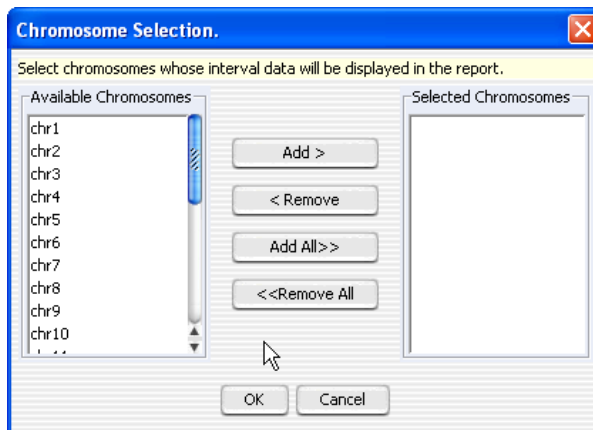 Chromosome Selection.
Select chromosomes whose interval data will be displayed in the report.
Available Chromosomes
chr1
chr2
chr3
chr4
chr5
chr6
chr7
chr8
chr9
chr10
Add >
< Remove
Add All>>
<<Remove All
Selected Chromosomes
OK
Cancel